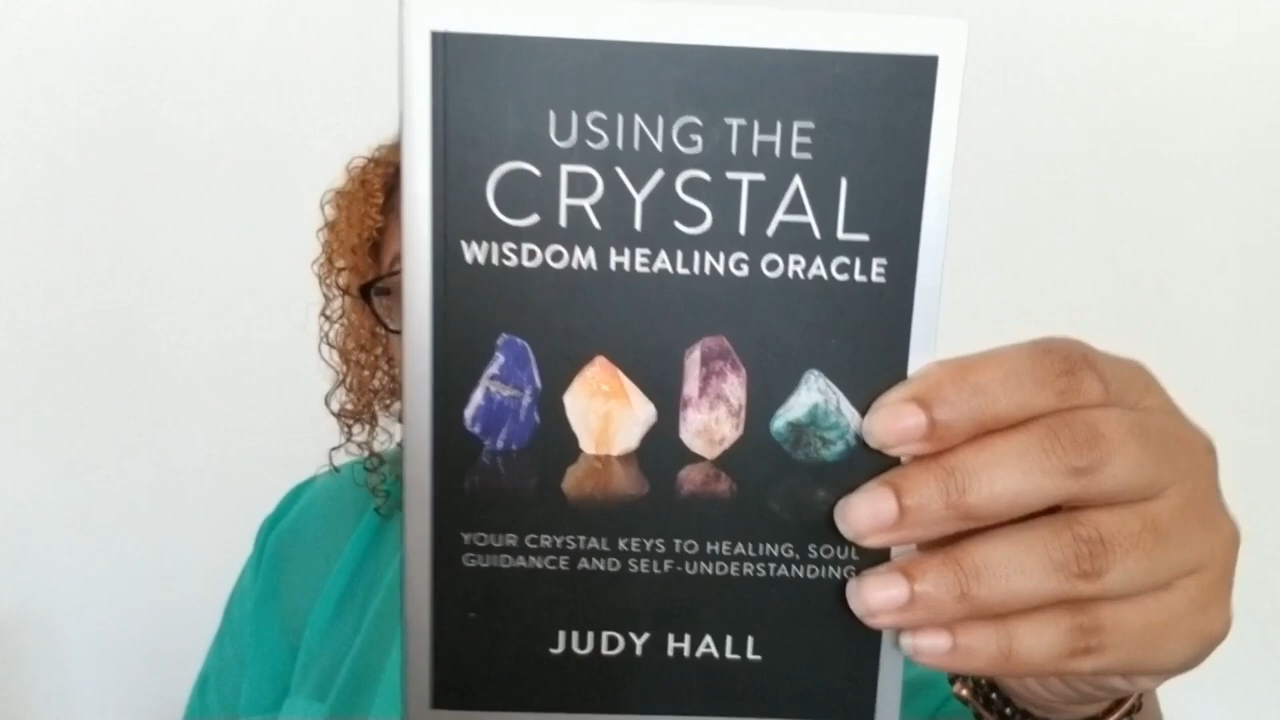 USING THE
CRYSTAL
WISDOM HEALING ORACLE
YOUR CRYSTAL KEYS TO HEALING, SOUL
GUIDANCE AND SELF-UNDERSTANDING
JUDY HALL